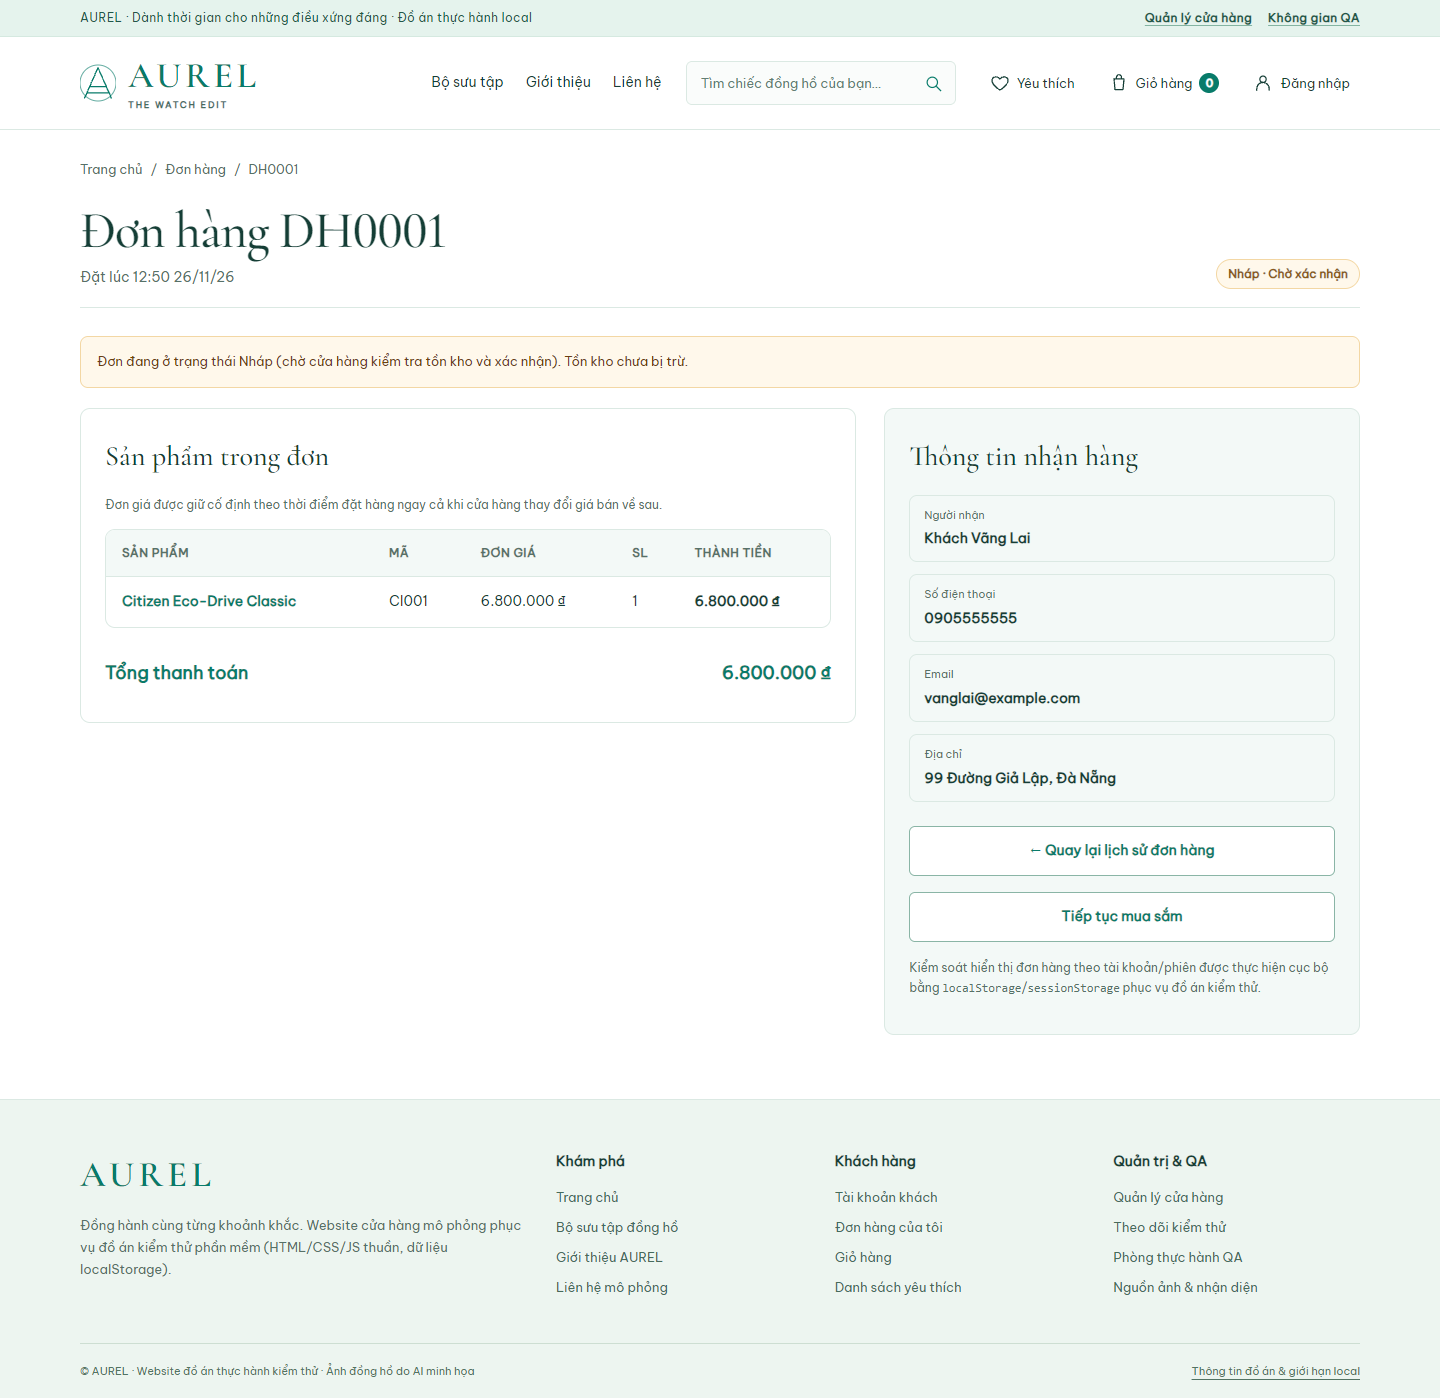 AUREL · Dành thời gian cho những điều xứng đáng · Đồ án thực hành local
Quản lý cửa hàng
Không gian QA
AUREL
THE WATCH EDIT
Bộ sưu tập
Giới thiệu
Liên hệ
Tìm chiếc đồng hồ của bạn...
Yêu thích
Giỏ hàng 0
Đăng nhập
Trang chủ / Đơn hàng / DH0001
Đơn hàng DH0001
Đặt lúc 12:50 26/11/26
Nháp · Chờ xác nhận
Đơn đang ở trạng thái Nháp (chờ cửa hàng kiểm tra tồn kho và xác nhận). Tồn kho chưa bị trừ.
Sản phẩm trong đơn
Đơn giá được giữ cố định theo thời điểm đặt hàng ngay cả khi cửa hàng thay đổi giá bán về sau.
SẢN PHẨM MÃ ĐƠN GIÁ SL THÀNH TIỀN
Citizen Eco-Drive Classic CI001 6.800.000 ₫ 1 6.800.000 ₫
Tổng thanh toán 6.800.000 ₫
Thông tin nhận hàng
Người nhận
Khách Vãng Lai
Số điện thoại
0905555555
Email
vanglai@example.com
Địa chỉ
99 Đường Giả Lập, Đà Nẵng
← Quay lại lịch sử đơn hàng
Tiếp tục mua sắm
Kiểm soát hiển thị đơn hàng theo tài khoản/phiên được thực hiện cục bộ
bằng localStorage/sessionStorage phục vụ đồ án kiểm thử.
AUREL
Đồng hành cùng từng khoảnh khắc. Website cửa hàng mô phỏng phục
vụ đồ án kiểm thử phần mềm (HTML/CSS/JS thuần, dữ liệu
localStorage).
Khám phá
Trang chủ
Bộ sưu tập đồng hồ
Giới thiệu AUREL
Liên hệ mô phỏng
Khách hàng
Tài khoản khách
Đơn hàng của tôi
Giỏ hàng
Danh sách yêu thích
Quản trị & QA
Quản lý cửa hàng
Theo dõi kiểm thử
Phòng thực hành QA
Nguồn ảnh & nhận diện
© AUREL · Website đồ án thực hành kiểm thử · Ảnh đồng hồ do AI minh họa
Thông tin đồ án & giới hạn local